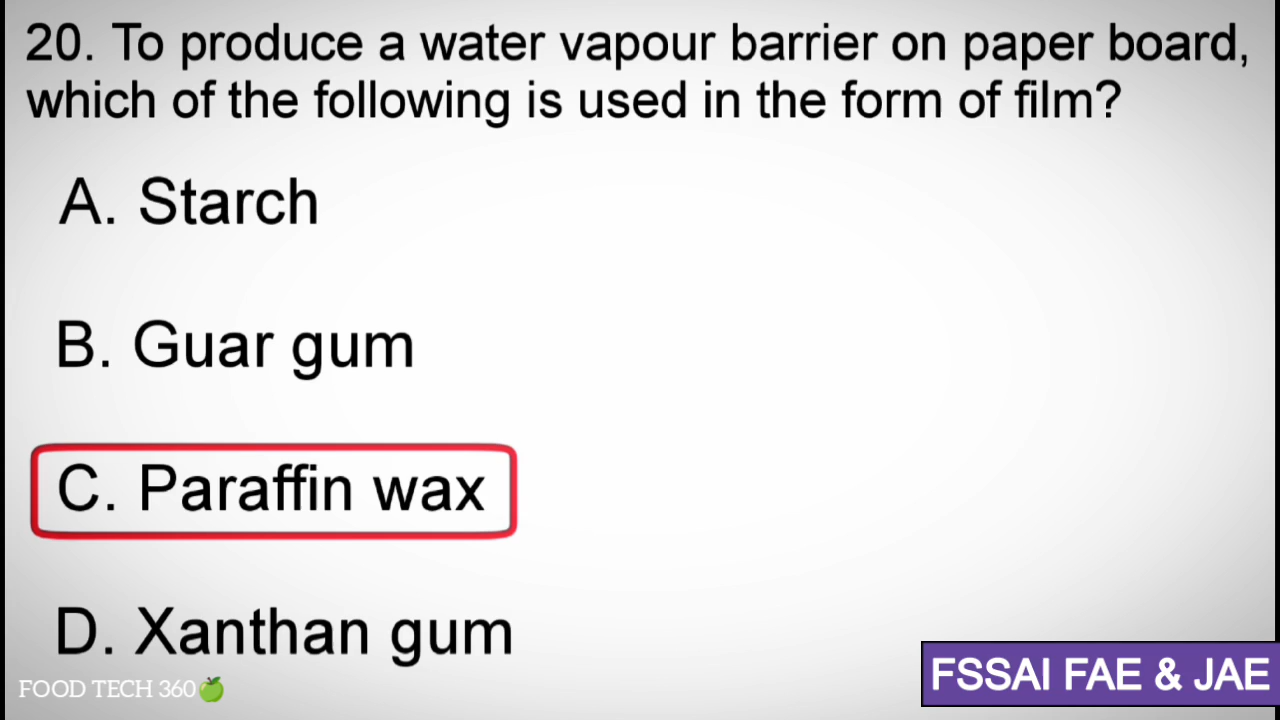 20. To produce a water vapour barrier on paper board,
which of the following is used in the form of film?
A. Starch
B. Guar gum
C. Paraffin wax
D. Xanthan gum
FOOD TECH 360
FSSAI FAE & JAE